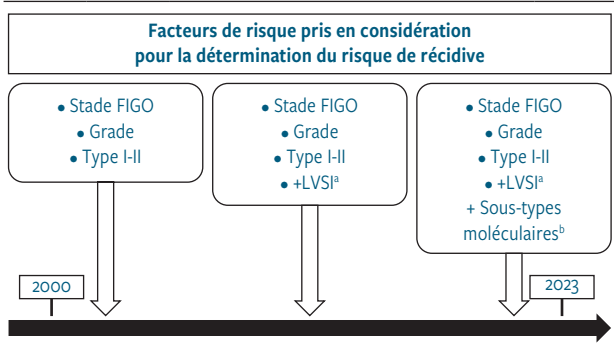 Facteurs de risque pris en considération
pour la détermination du risque de récidive
• Stade FIGO
• Grade
• Type I-II
• Stade FIGO
• Grade
• Type I-II
• +LVSIᵃ
• Stade FIGO
• Grade
• Type I-II
• +LVSIᵃ
+ Sous-types
moléculairesᵇ
2000
2023